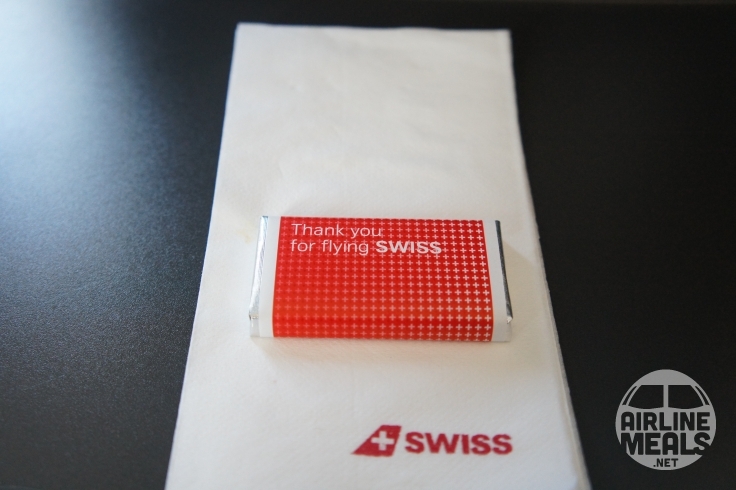 Thank you
for flying SWISS
SWISS
AIRLINE
MEALS
.NET